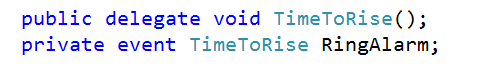 public delegate void TimeToRise();
private event TimeToRise RingAlarm;